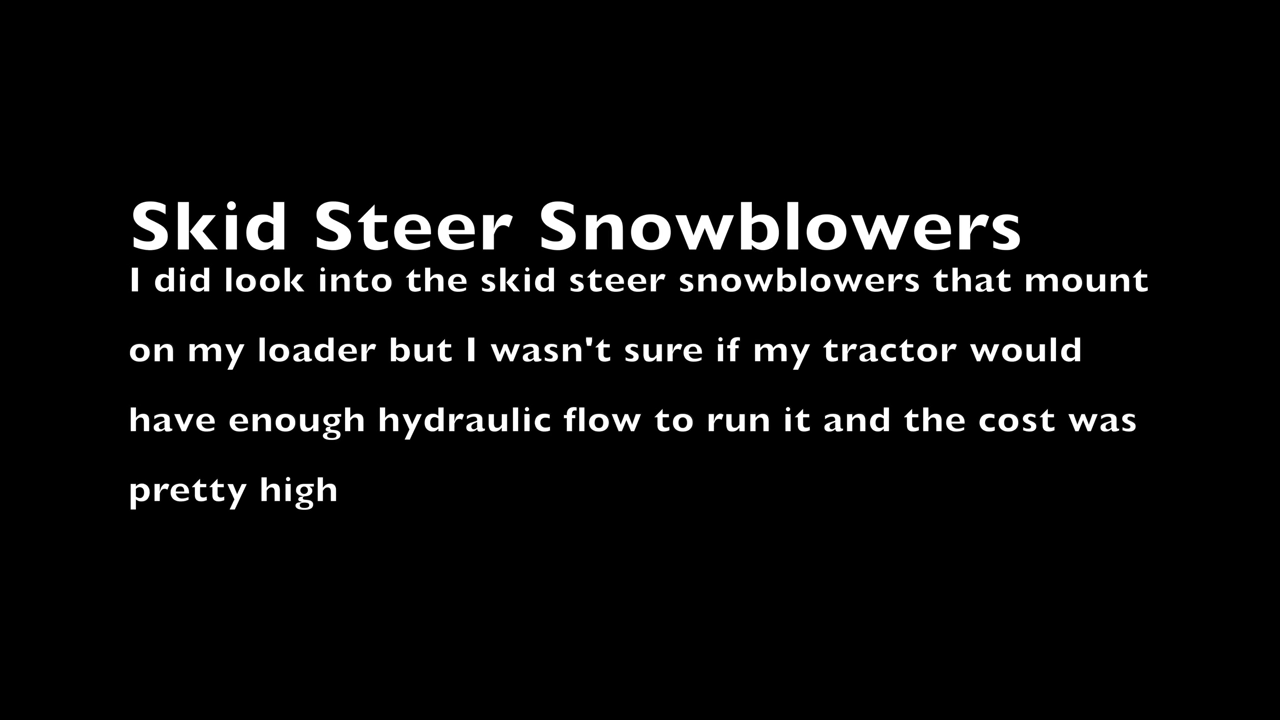 Skid Steer Snowblowers
I did look into the skid steer snowblowers that mount
on my loader but I wasn't sure if my tractor would
have enough hydraulic flow to run it and the cost was
pretty high